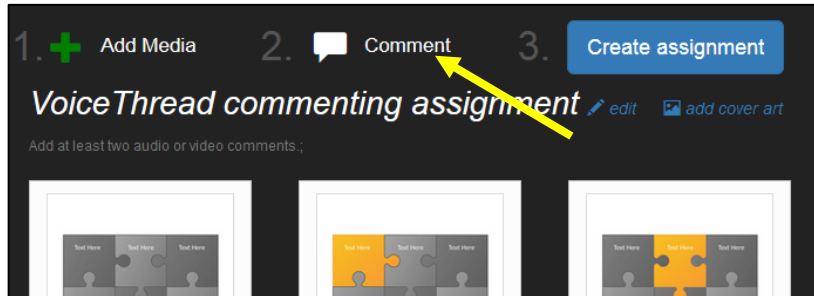 1. Add Media 2. Comment 3. Create assignment
VoiceThread commenting assignment edit add cover art
Add at least two audio or video comments.;
Text Here Text Here Text Here Text Here Text Here Text Here Text Here Text Here Text Here